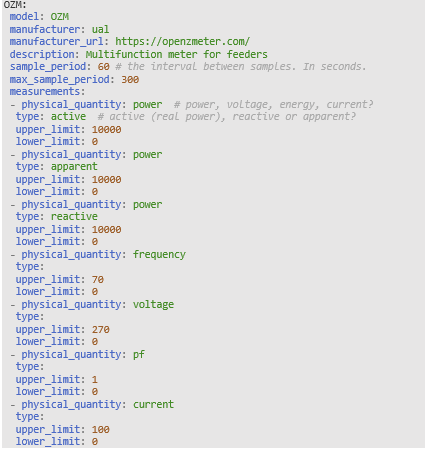 OZM:
model: OZM
manufacturer: ual
manufacturer_url: https://openzmeter.com/
description: Multifunction meter for feeders
sample_period: 60 # the interval between samples. In seconds.
max_sample_period: 300
measurements:
- physical_quantity: power # power, voltage, energy, current?
type: active # active (real power), reactive or apparent?
upper_limit: 10000
lower_limit: 0
- physical_quantity: power
type: apparent
upper_limit: 10000
lower_limit: 0
- physical_quantity: power
type: reactive
upper_limit: 10000
lower_limit: 0
- physical_quantity: frequency
type:
upper_limit: 70
lower_limit: 0
- physical_quantity: voltage
type:
upper_limit: 270
lower_limit: 0
- physical_quantity: pf
type:
upper_limit: 1
lower_limit: 0
- physical_quantity: current
type:
upper_limit: 100
lower_limit: 0